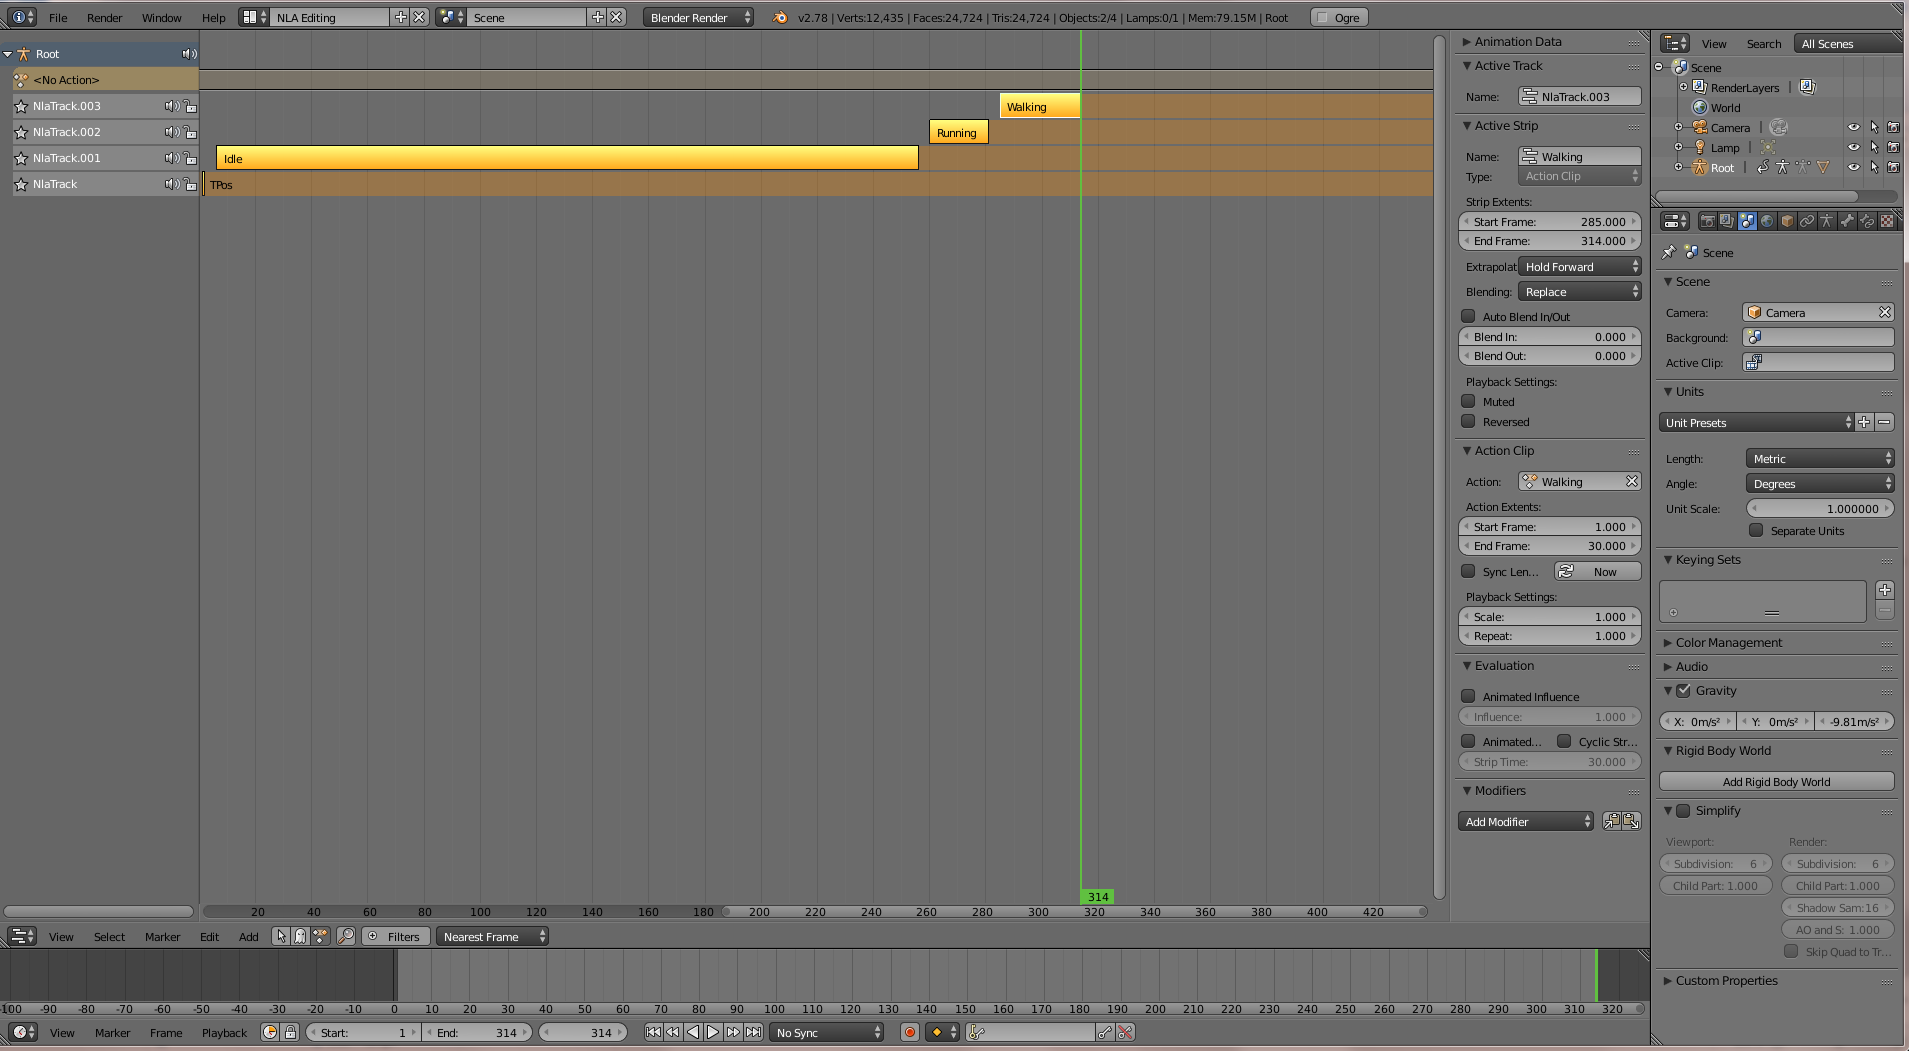 File Render Window Help NLA Editing Scene Blender Render v2.78 | Verts:12,435 | Faces:24,724 | Tris:24,724 | Objects:2/4 | Lamps:0/1 | Mem:79.15M | Root Ogre
Root
<No Action>
NlaTrack.003
NlaTrack.002
NlaTrack.001
NlaTrack
Walking
Running
Idle
TPos
314
20 40 60 80 100 120 140 160 180 200 220 240 260 280 300 320 340 360 380 400 420
View Select Marker Edit Add Filters Nearest Frame
Animation Data
Active Track
Name: NlaTrack.003
Active Strip
Name: Walking
Type: Action Clip
Strip Extents:
Start Frame: 285.000
End Frame: 314.000
Extrapolat Hold Forward
Blending: Replace
Auto Blend In/Out
Blend In: 0.000
Blend Out: 0.000
Playback Settings:
Muted
Reversed
Action Clip
Action: Walking
Action Extents:
Start Frame: 1.000
End Frame: 30.000
Sync Len... Now
Playback Settings:
Scale: 1.000
Repeat: 1.000
Evaluation
Animated Influence
Influence: 1.000
Animated... Cyclic Str...
Strip Time: 30.000
Modifiers
Add Modifier
View Search All Scenes
Scene
RenderLayers
World
Camera
Lamp
Root
Scene
Scene
Camera: Camera
Background:
Active Clip:
Units
Unit Presets
Length: Metric
Angle: Degrees
Unit Scale: 1.000000
Separate Units
Keying Sets
Color Management
Audio
Gravity
X: 0m/s² Y: 0m/s² -9.81m/s²
Rigid Body World
Add Rigid Body World
Simplify
Viewport: Render:
Subdivision: 6 Subdivision: 6
Child Part: 1.000 Child Part: 1.000
Shadow Sam:16
AO and S: 1.000
Skip Quad to Tr...
Custom Properties
-100 -90 -80 -70 -60 -50 -40 -30 -20 -10 0 10 20 30 40 50 60 70 80 90 100 110 120 130 140 150 160 170 180 190 200 210 220 230 240 250 260 270 280 290 300 310 320
View Marker Frame Playback Start: 1 End: 314 314 No Sync